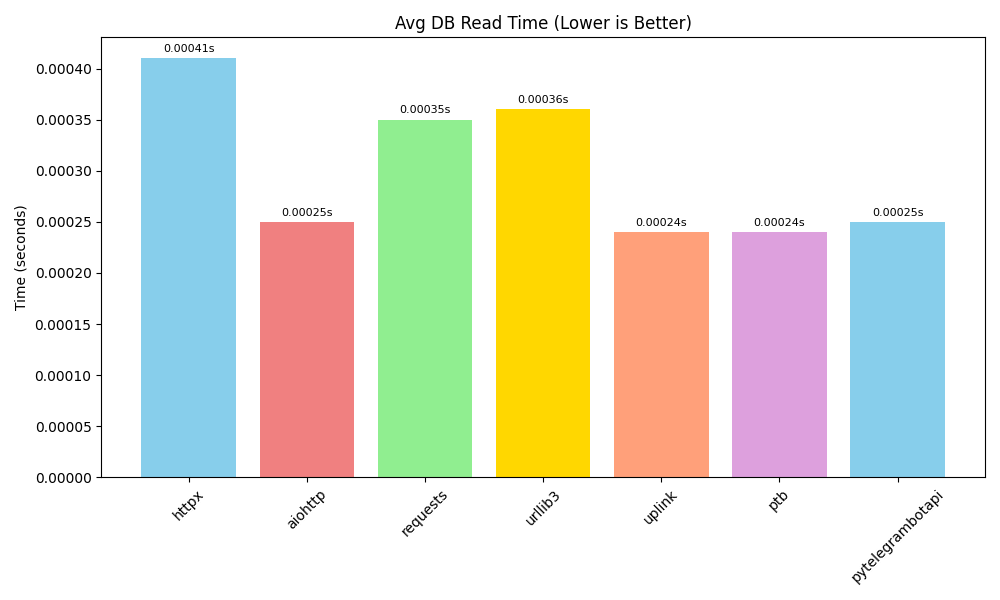 Avg DB Read Time (Lower is Better)
0.00041s
0.00025s
0.00035s
0.00036s
0.00024s
0.00024s
0.00025s
Time (seconds)
0.00040
0.00035
0.00030
0.00025
0.00020
0.00015
0.00010
0.00005
0.00000
httpx
aiohttp
requests
urllib3
uplink
ptb
pytelegrambotapi